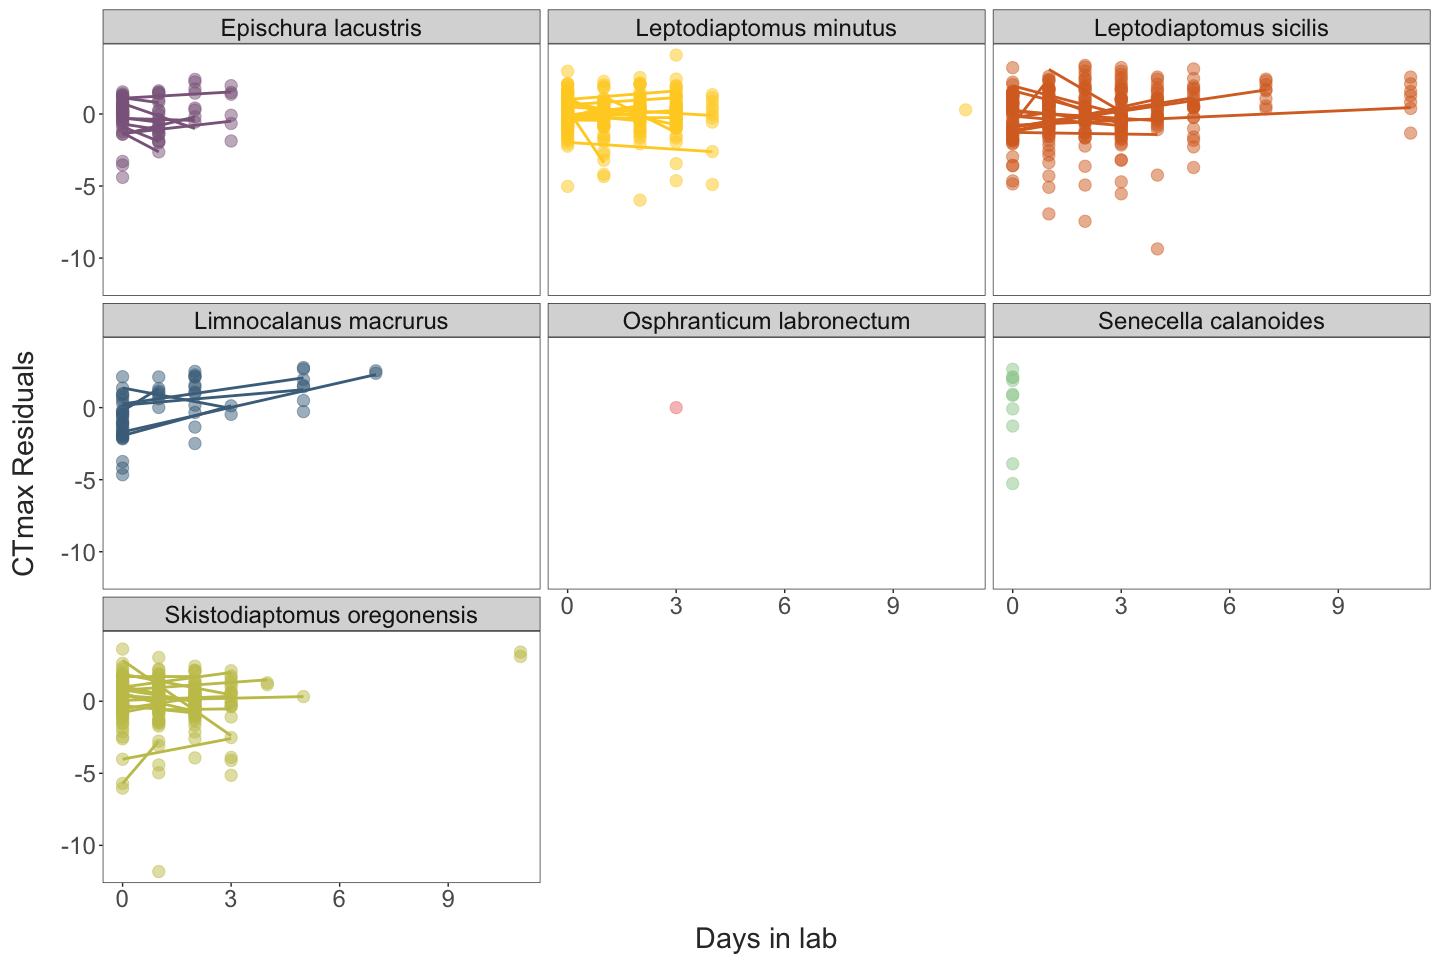 Epischura lacustris
Leptodiaptomus minutus
Leptodiaptomus sicilis
0
-5
-10
Limnocalanus macrurus
Osphranticum labronectum
Senecella calanoides
0
-5
-10
0 3 6 9
0 3 6 9
Skistodiaptomus oregonensis
0
-5
-10
0 3 6 9
CTmax Residuals
Days in lab